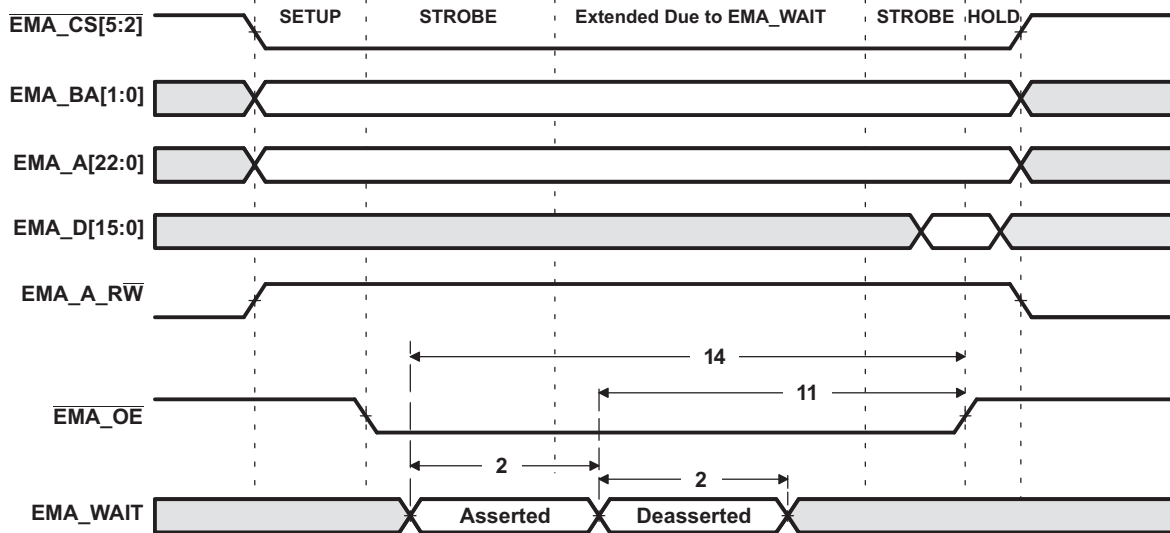 SETUP STROBE Extended Due to EMA_WAIT STROBE HOLD
EMA_CS[5:2]
EMA_BA[1:0]
EMA_A[22:0]
EMA_D[15:0]
EMA_A_RW
14
11
EMA_OE
2
2
EMA_WAIT Asserted Deasserted